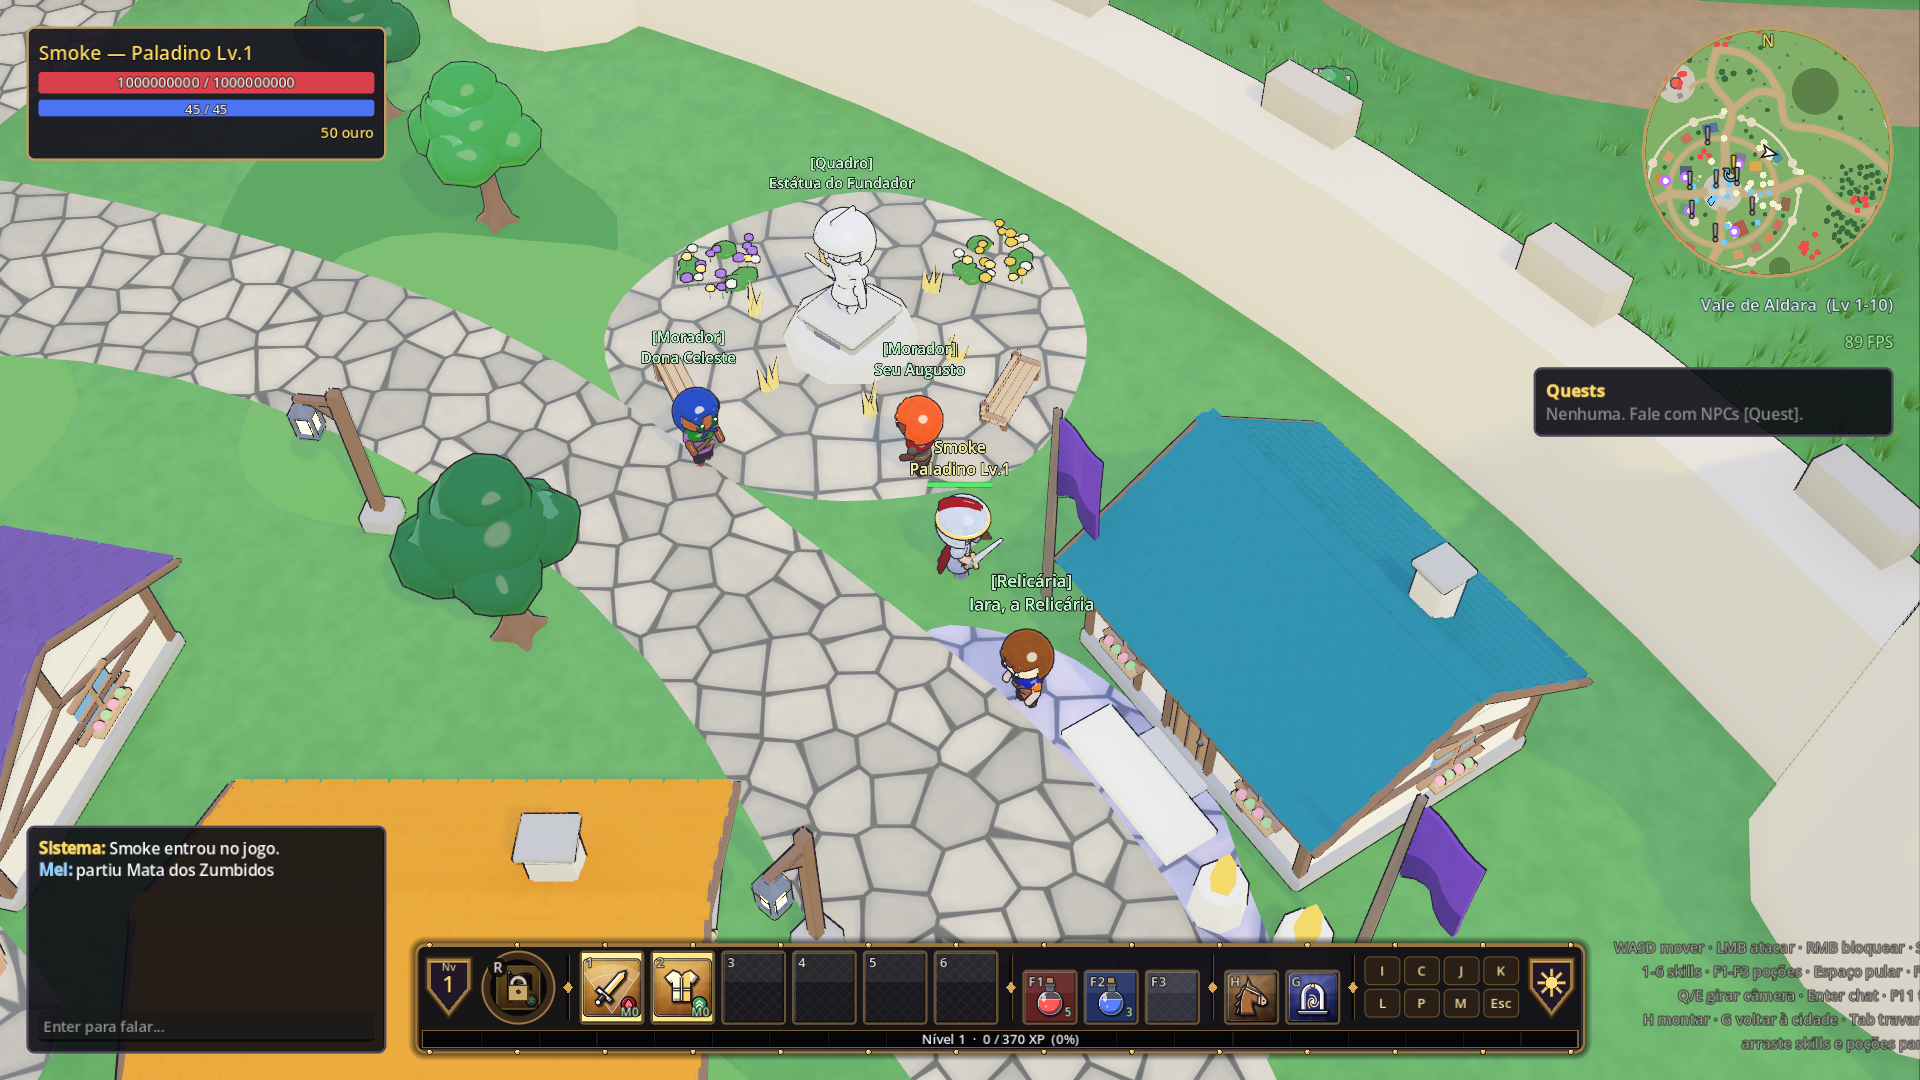 Smoke — Paladino Lv.1
1000000000 / 1000000000
45 / 45
50 ouro
N
Vale de Aldara (Lv 1-10)
89 FPS
Quests
Nenhuma. Fale com NPCs [Quest].
[Quadro]
Estátua do Fundador
[Morador]
Dona Celeste
[Morador]
Seu Augusto
Smoke
Paladino Lv.1
[Relicária]
Iara, a Relicária
Sistema: Smoke entrou no jogo.
Mel: partiu Mata dos Zumbidos
Enter para falar...
Nv
1
R
1
M0
2
M0
3
4
5
6
F1
5
F2
3
F3
H
G
I
C
J
K
L
P
M
Esc
Nível 1 · 0 / 370 XP (0%)
WASD mover · LMB atacar · RMB bloquear ·
1-6 skills · F1-F3 poções · Espaço pular ·
Q/E girar câmera · Enter chat · F11
H montar · G voltar à cidade · Tab
arraste skills e poções